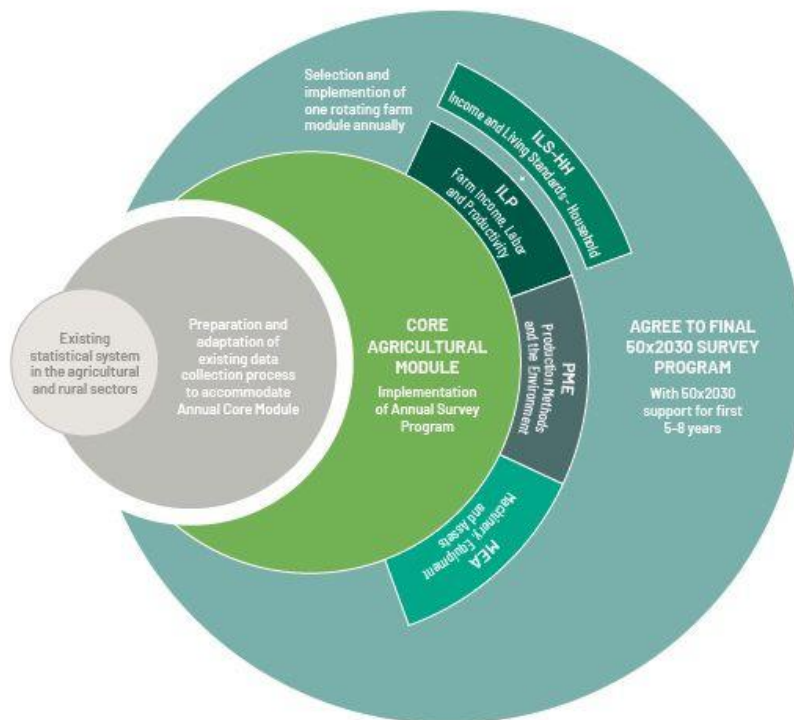 Selection and
implemention of
one rotating farm
module annually
ILS-HH
Income and Living Standards - Household
+
ILP
Farm Income, Labor
and Productivity
PME
Production Methods
and the Environment
MEA
Machinery, Equipment
and Assets
Existing
statistical system
in the agricultural
and rural sectors
Preparation and
adaptation of
existing data
collection process
to accommodate
Annual Core Module
CORE
AGRICULTURAL
MODULE
Implementation
of Annual Survey
Program
AGREE TO FINAL
50x2030 SURVEY
PROGRAM
With 50x2030
support for first
5-8 years